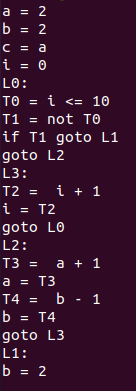 a = 2
b = 2
c = a
i = 0
L0:
T0 = i <= 10
T1 = not T0
if T1 goto L1
goto L2
L3:
T2 =  i + 1
i = T2
goto L0
L2:
T3 =  a + 1
a = T3
T4 =  b - 1
b = T4
goto L3
L1:
b = 2